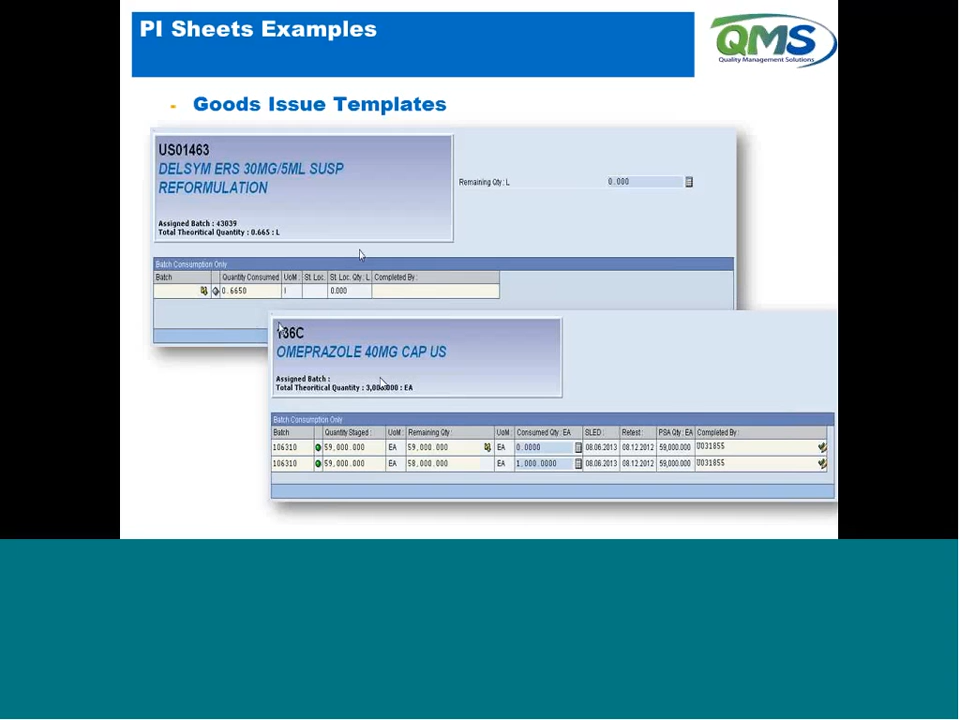 PI Sheets Examples
QMS
Quality Management Solutions
- Goods Issue Templates
US01463
DELSYM ERS 30MG/5ML SUSP
REFORMULATION
Assigned Batch : 43039
Total Theoritical Quantity : 0.665 : L
Remaining Qty : L 0.000
Batch Consumption Only
Batch Quantity Consumed UoM : St. Loc. St. Loc. Qty : L Completed By :
0.6650 l 0.000
136C
OMEPRAZOLE 40MG CAP US
Assigned Batch :
Total Theoritical Quantity : 3,000.000 : EA
Batch Consumption Only
Batch Quantity Staged : UoM : Remaining Qty : UoM : Consumed Qty : EA SLED : Retest : PSA Qty : EA Completed By :
106310 59,000.000 EA 59,000.000 EA 0.0000 08.06.2013 08.12.2012 59,000.000 U031855
106310 59,000.000 EA 58,000.000 EA 1,000.0000 08.06.2013 08.12.2012 59,000.000 U031855